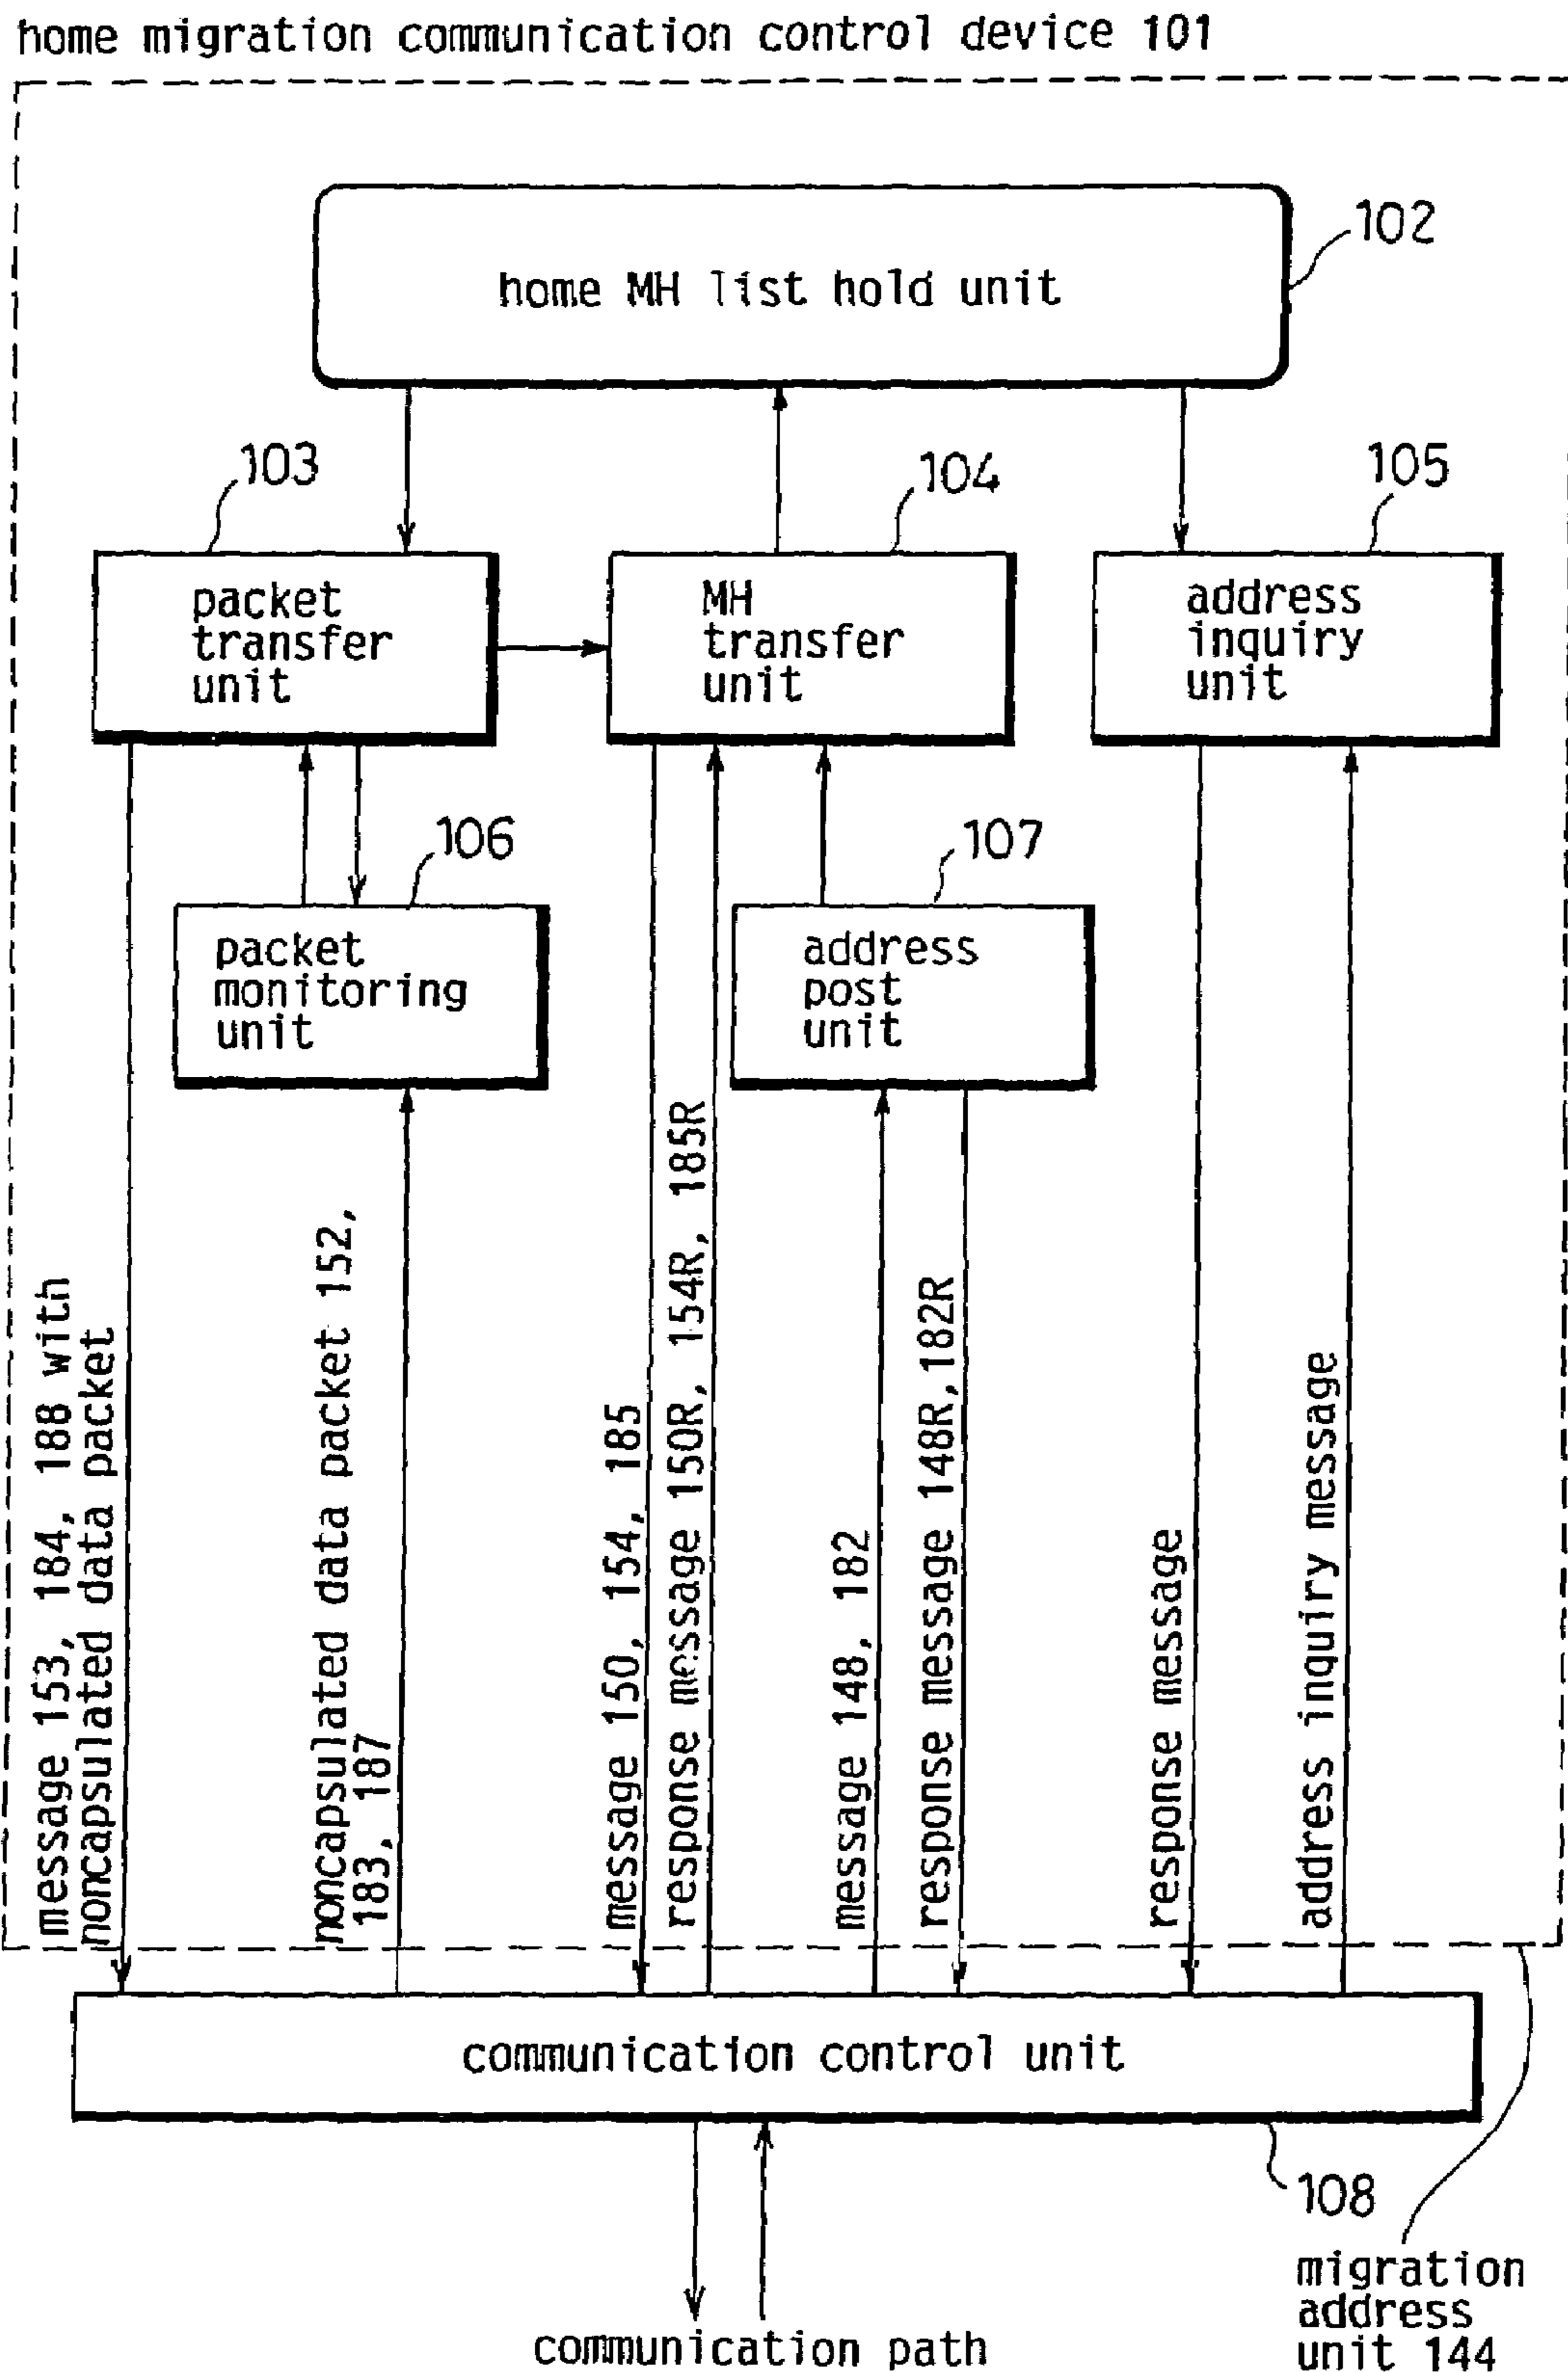 home migration communication control device 101
home MH list hold unit
102
103
104
105
packet
transfer
unit
MH
transfer
unit
address
inquiry
unit
106
107
packet
monitoring
unit
address
post
unit
message 153, 184, 188 with
noncapsulated data packet
noncapsulated data packet 152,
183, 187
message 150, 154, 185
response message 150R, 154R, 185R
message 148, 182
response message 148R,182R
response message
address inquiry message
communication control unit
108
migration
address
unit 144
communication path